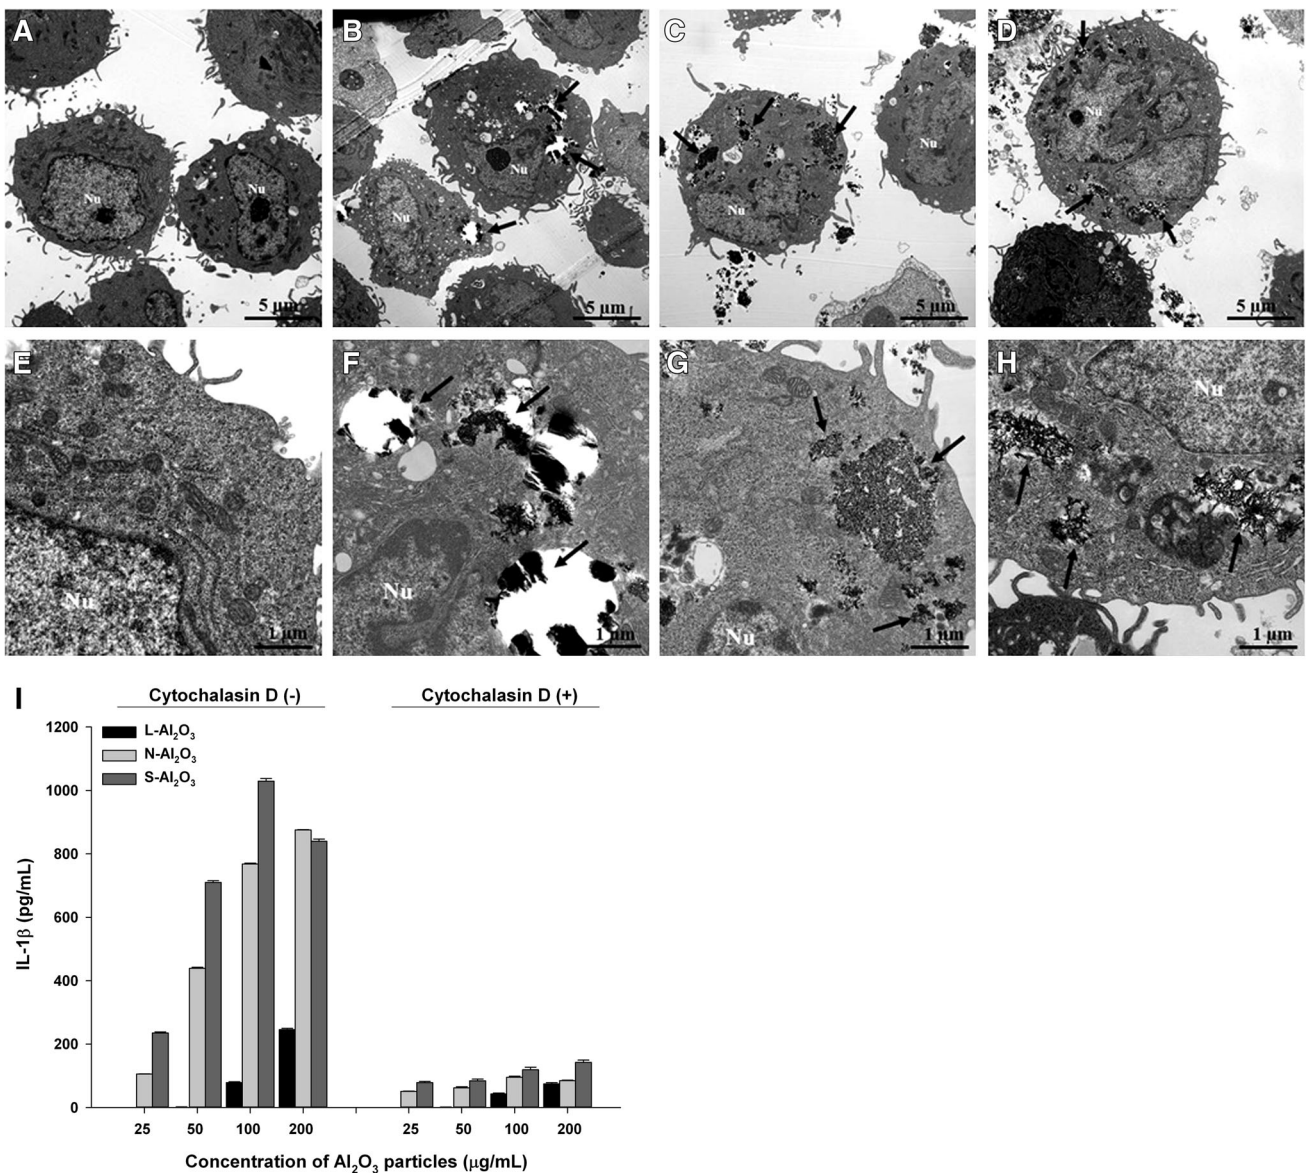 A
B
C
D
Nu
Nu
5 µm
Nu
Nu
5 µm
Nu
Nu
5 µm
Nu
5 µm
E
F
G
H
Nu
1 µm
Nu
1 µm
Nu
1 µm
Nu
1 µm
I
Cytochalasin D (-)
Cytochalasin D (+)
L-Al₂O₃
N-Al₂O₃
S-Al₂O₃
1200
1000
800
600
400
200
0
IL-1β (pg/mL)
25 50 100 200 25 50 100 200
Concentration of Al₂O₃ particles (µg/mL)